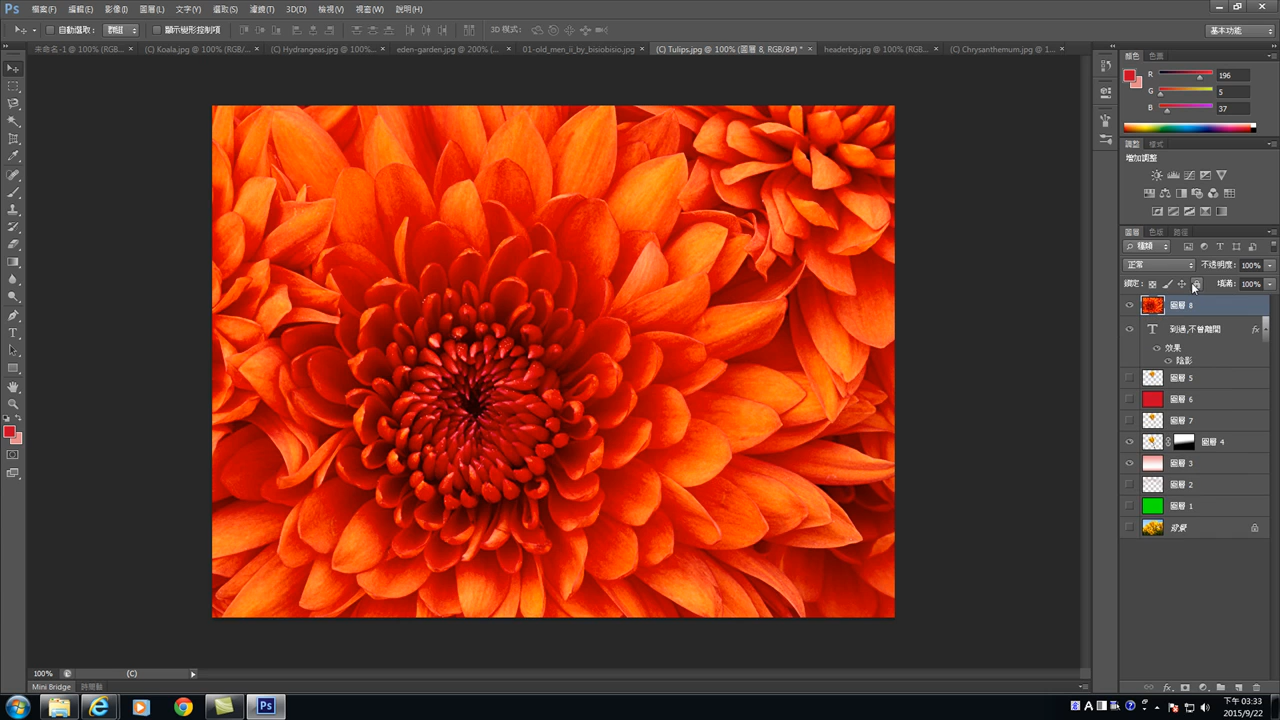 Ps 檔案(F) 編輯(E) 影像(I) 圖層(L) 文字(Y) 選取(S) 濾鏡(T) 3D(D) 檢視(V) 視窗(W) 說明(H)
自動選取: 群組 顯示變形控制項 3D 模式: 基本功能
未命名-1 @ 100% (RGB... × (C) Koala.jpg @ 100% (RGB/... × (C) Hydrangeas.jpg @ 100%... × eden-garden.jpg @ 200% (... × 01-old_men_ii_by_bisiobisio.jpg × (C) Tulips.jpg @ 100% (圖層 8, RGB/8#) * × headerbg.jpg @ 100% (RGB... × (C) Chrysanthemum.jpg @ 1... ×
顏色 色票
R 196
G 5
B 37
調整 樣式
增加調整
圖層 色版 路徑
種類
正常 不透明度: 100%
鎖定: 填滿: 100%
圖層 8
T 到過,不曾離開 fx
效果
陰影
圖層 5
圖層 6
圖層 7
圖層 4
圖層 3
圖層 2
圖層 1
背景
100% (C)
Mini Bridge 時間軸
Ps
A
下午 03:33
2015/9/22